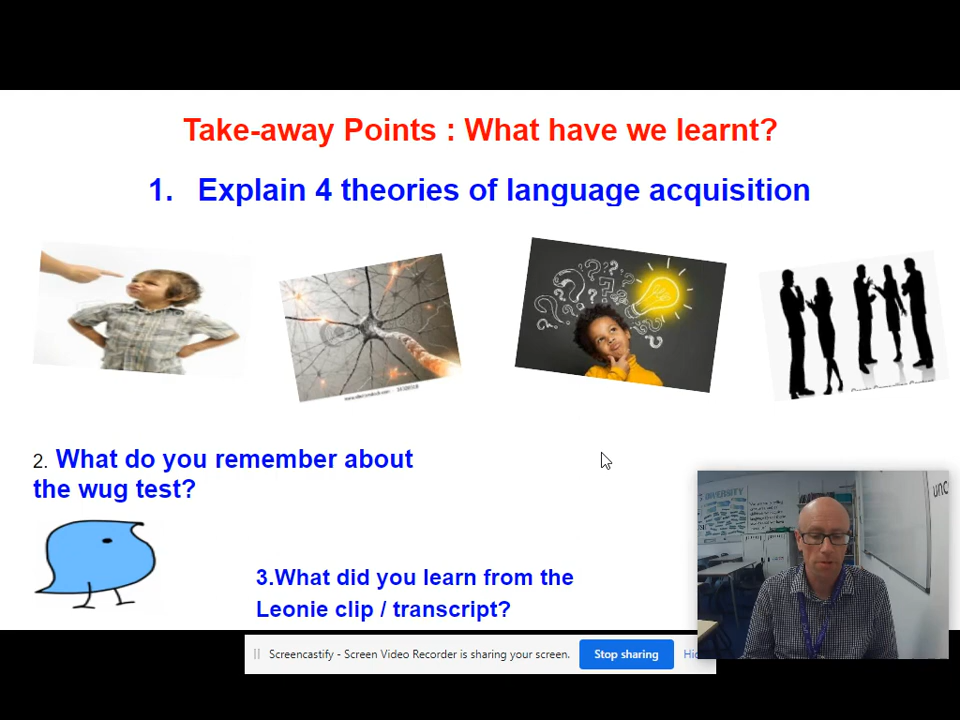 Take-away Points : What have we learnt?
1. Explain 4 theories of language acquisition
2. What do you remember about
the wug test?
3.What did you learn from the
Leonie clip / transcript?
Screencastify - Screen Video Recorder is sharing your screen.
Stop sharing